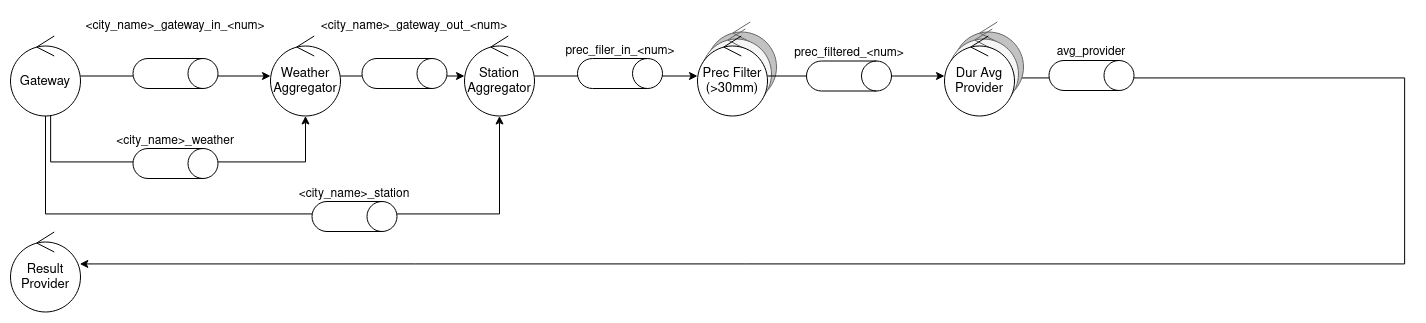 <city_name>_gateway_in_<num>
<city_name>_gateway_out_<num>
prec_filer_in_<num>
prec_filtered_<num>
avg_provider
Gateway
Weather
Aggregator
Station
Aggregator
Prec Filter
(>30mm)
Dur Avg
Provider
<city_name>_weather
<city_name>_station
Result
Provider